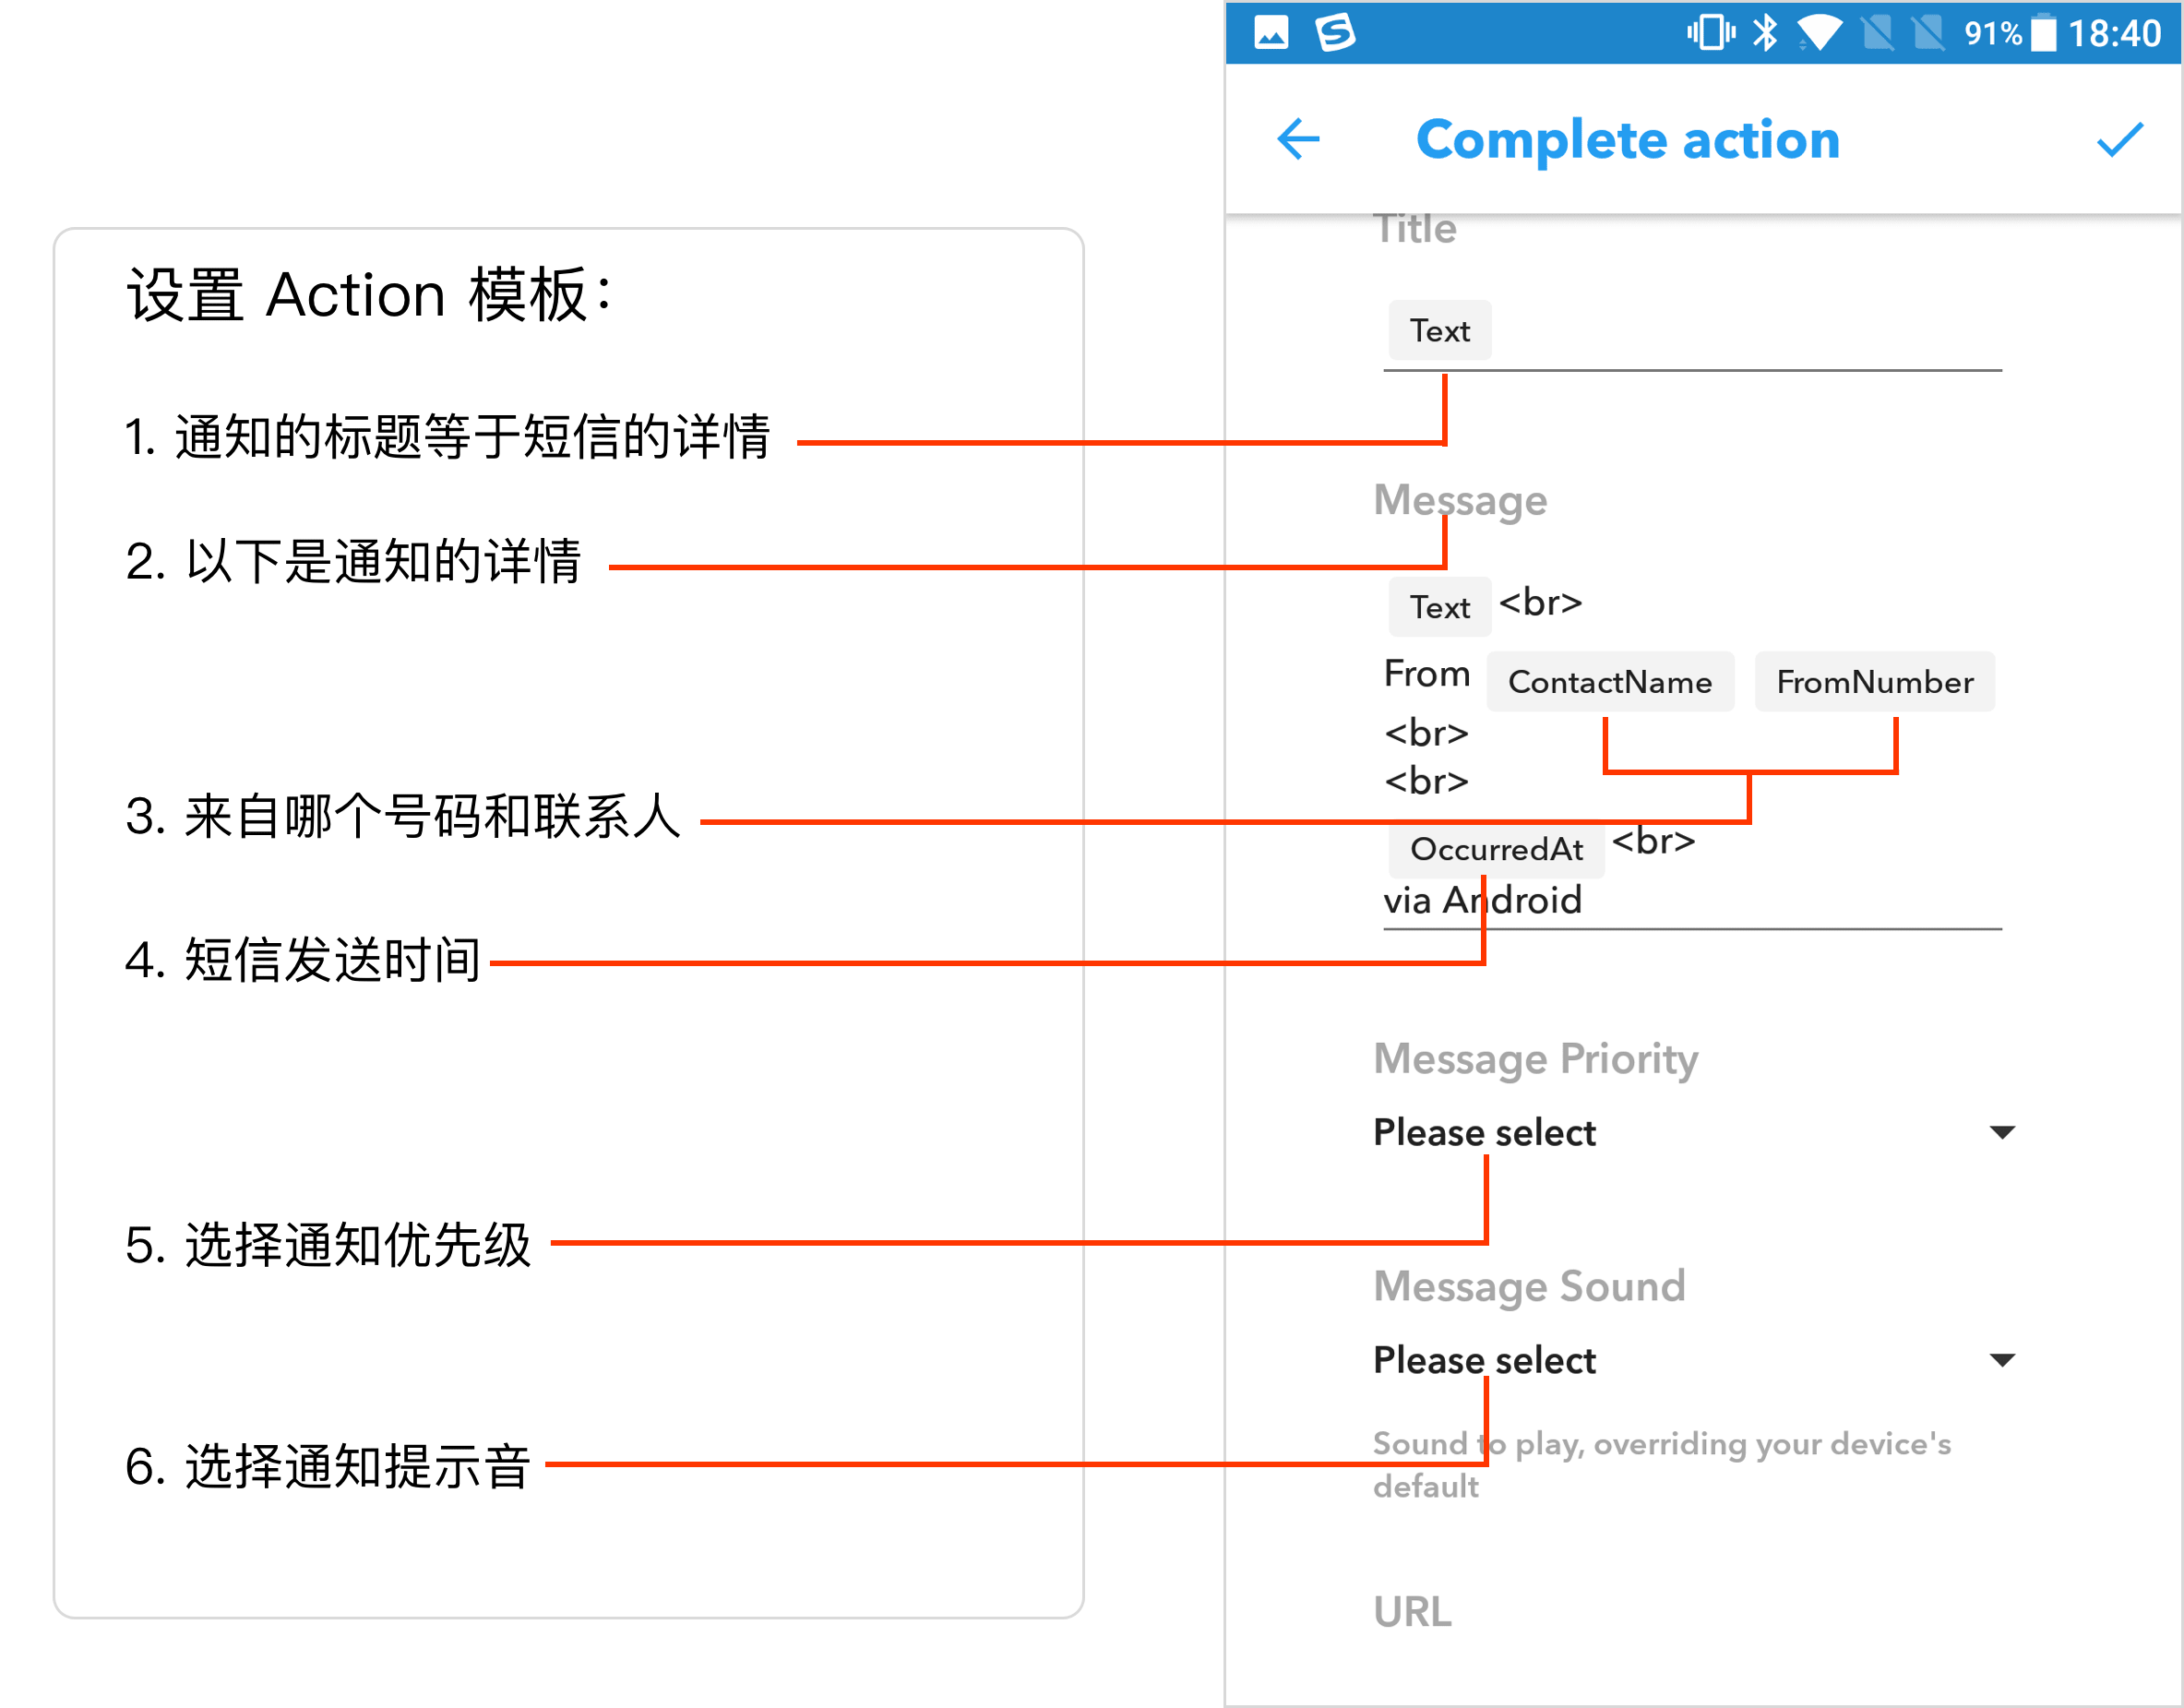 91% 18:40
Complete action
设置 Action 模板：
1. 通知的标题等于短信的详情
2. 以下是通知的详情
3. 来自哪个号码和联系人
4. 短信发送时间
5. 选择通知优先级
6. 选择通知提示音
Title
Text
Message
Text <br>
From ContactName FromNumber
<br>
<br>
OccurredAt <br>
via Android
Message Priority
Please select
Message Sound
Please select
Sound to play, overriding your device's
default
URL